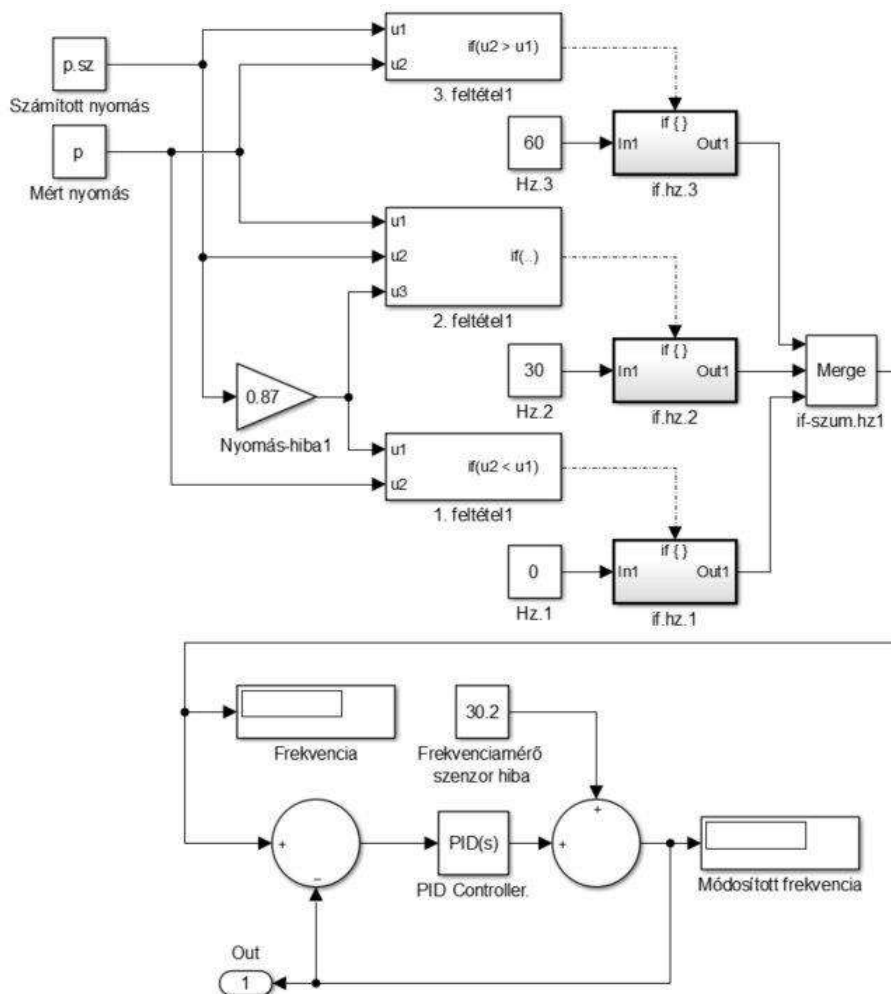 p.sz
Számított nyomás
p
Mért nyomás
u1
u2
if(u2 > u1)
3. feltétel1
60
Hz.3
if { }
In1
Out1
if.hz.3
u1
u2
u3
if(..)
2. feltétel1
30
Hz.2
if { }
In1
Out1
if.hz.2
Merge
if-szum.hz1
0.87
Nyomás-hiba1
u1
u2
if(u2 < u1)
1. feltétel1
0
Hz.1
if { }
In1
Out1
if.hz.1
Frekvencia
30.2
Frekvenciamérő
szenzor hiba
+
−
PID(s)
PID Controller.
+
+
Módosított frekvencia
Out
1